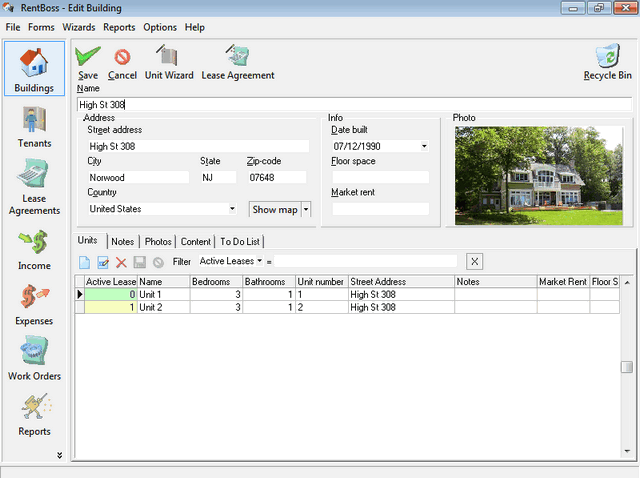 RentBoss - Edit Building
File Forms Wizards Reports Options Help
Buildings
Tenants
Lease
Agreements
Income
Expenses
Work Orders
Reports
Save Cancel Unit Wizard Lease Agreement Recycle Bin
Name
High St 308
Address
Street address
High St 308
City State Zip-code
Norwood NJ 07648
Country
United States Show map
Info
Date built
07/12/1990
Floor space
Market rent
Photo
Units Notes Photos Content To Do List
Filter Active Leases = X
Active Lease Name Bedrooms Bathrooms Unit number Street Address Notes Market Rent Floor S
0 Unit 1 3 1 1 High St 308
1 Unit 2 3 1 2 High St 308